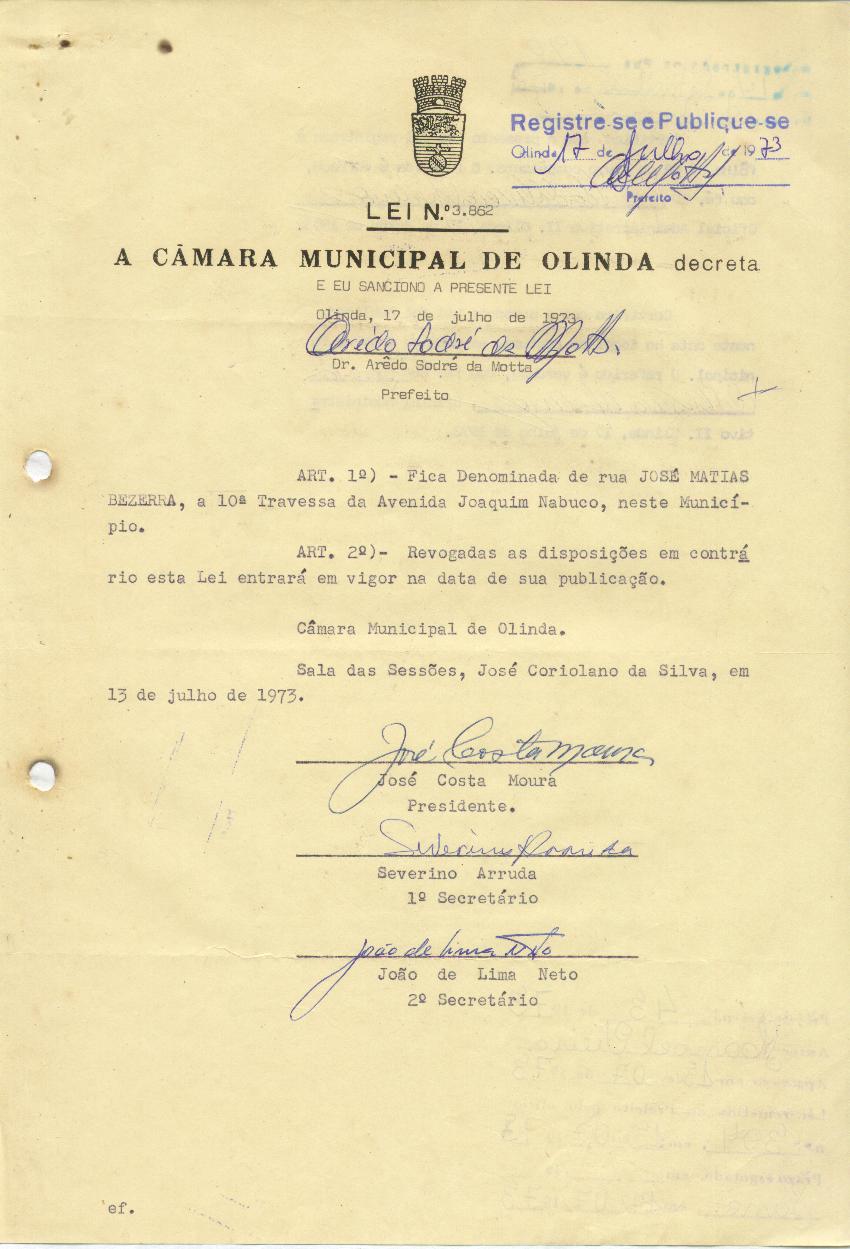 Registre-se e Publique-se
Olinda 17 de julho de 1973
Prefeito
LEI N.º 3.862
A CÂMARA MUNICIPAL DE OLINDA decreta
E EU SANCIONO A PRESENTE LEI
Olinda, 17 de julho de 1973
Arêdo Sodré da Motta
Dr. Arêdo Sodré da Motta
Prefeito
ART. 1º) - Fica Denominada de rua JOSÉ MATIAS
BEZERRA, a 10ª Travessa da Avenida Joaquim Nabuco, neste Municí-
pio.
ART. 2º)- Revogadas as disposições em contrá
rio esta Lei entrará em vigor na data de sua publicação.
Câmara Municipal de Olinda.
Sala das Sessões, José Coriolano da Silva, em
13 de julho de 1973.
José Costa Moura
José Costa Moura
Presidente.
Severino Arruda
Severino Arruda
1º Secretário
João de Lima Neto
João de Lima Neto
2º Secretário
ef.